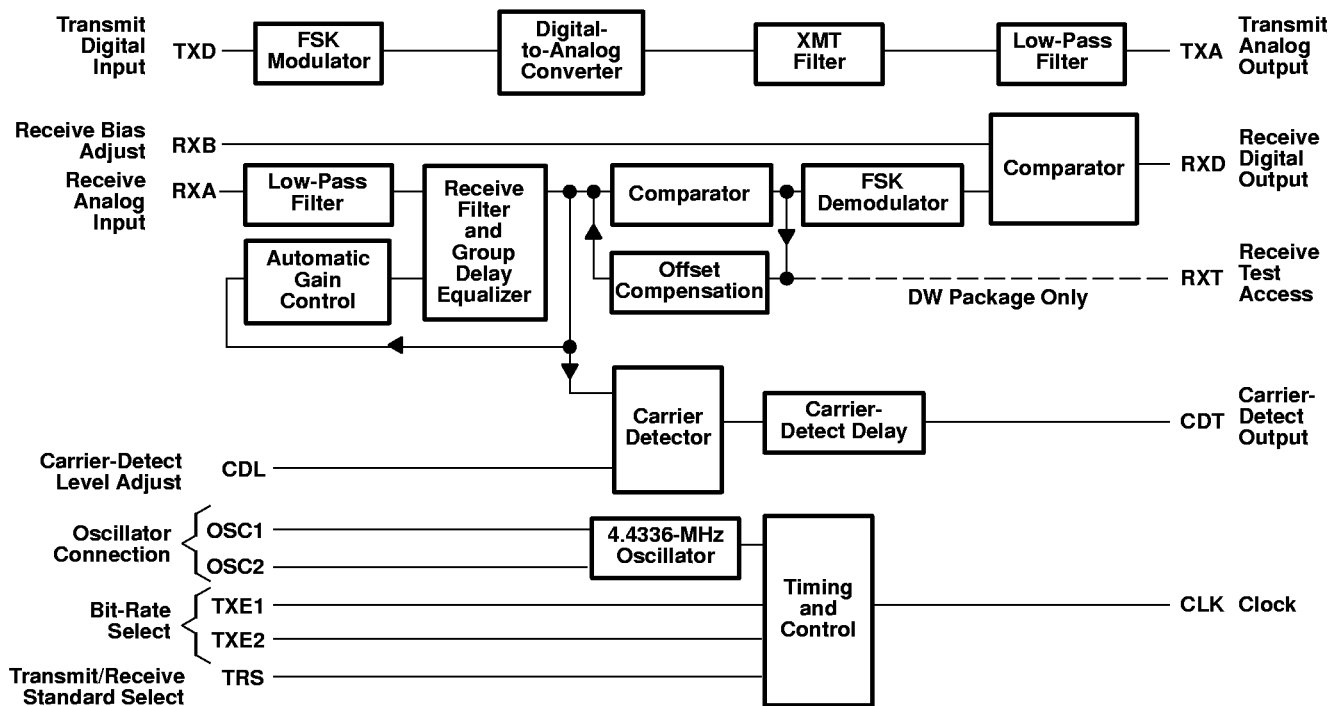 Transmit
Digital
Input
TXD
FSK
Modulator
Digital-
to-Analog
Converter
XMT
Filter
Low-Pass
Filter
TXA
Transmit
Analog
Output
Receive Bias
Adjust
RXB
Comparator
RXD
Receive
Digital
Output
Receive
Analog
Input
RXA
Low-Pass
Filter
Receive
Filter
and
Group
Delay
Equalizer
Comparator
FSK
Demodulator
Automatic
Gain
Control
Offset
Compensation
DW Package Only
RXT
Receive
Test
Access
Carrier
Detector
Carrier-
Detect Delay
CDT
Carrier-
Detect
Output
Carrier-Detect
Level Adjust
CDL
Oscillator
Connection
OSC1
OSC2
4.4336-MHz
Oscillator
Bit-Rate
Select
TXE1
TXE2
Timing
and
Control
CLK
Clock
Transmit/Receive
Standard Select
TRS